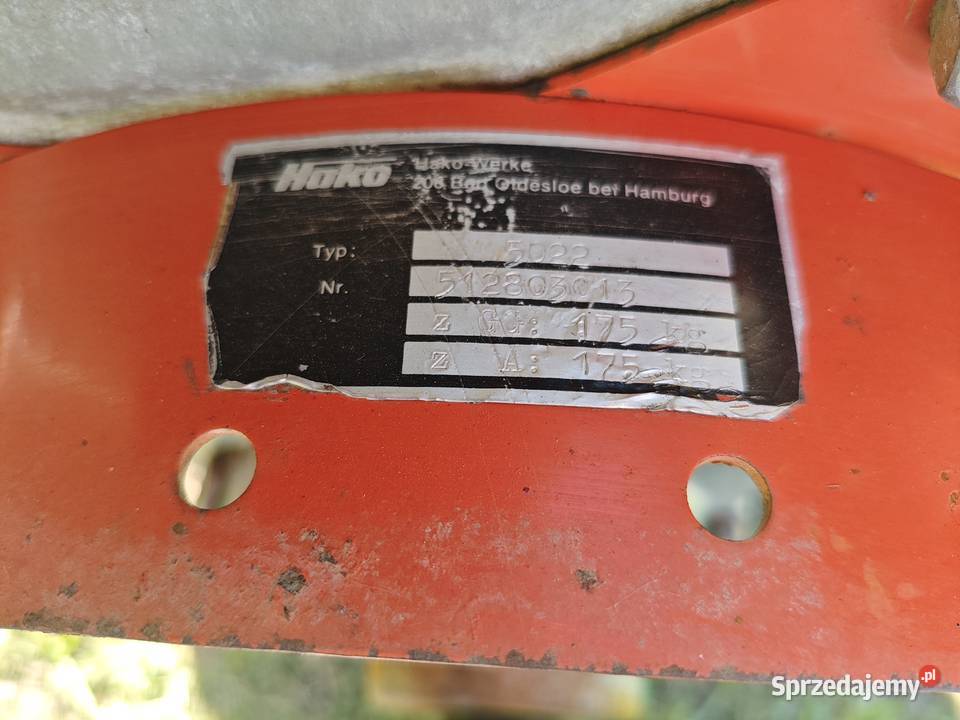 Hako Hako-Werke
206 Bad Oldesloe bei Hamburg
Typ: 5022
Nr. 512803013
z GG: 175 kg
z A: 175 kg
Sprzedajemy.pl